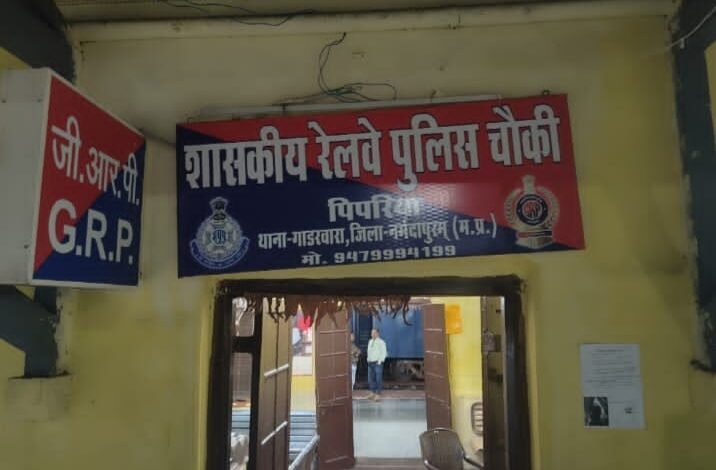 जी.आर.पी.
G.R.P.
शासकीय रेलवे पुलिस चौकी
पिपरिया
थाना-गाडरवारा,जिला-नर्मदापुरम् (म.प्र.)
मो. 9479994199